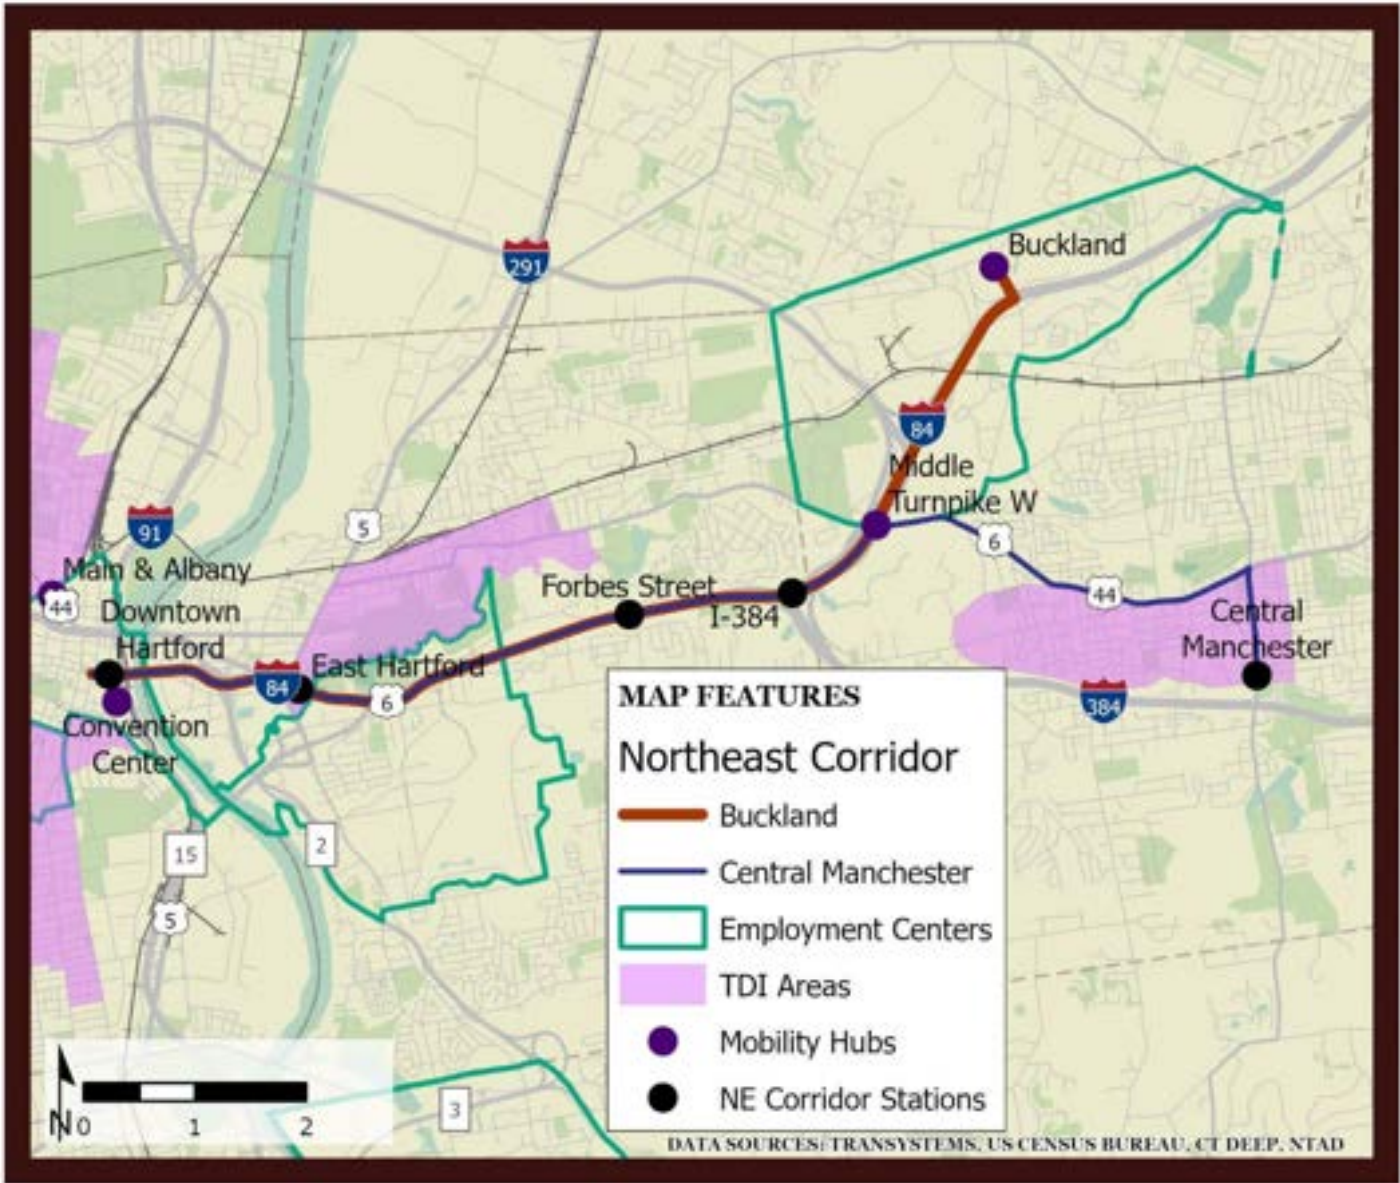 Buckland
291
84
Middle
Turnpike W
5
91
6
Main & Albany
44
Forbes Street
44
Downtown
Hartford
I-384
Central
Manchester
East Hartford
84
6
384
Convention
Center
15
2
5
3
MAP FEATURES
Northeast Corridor
Buckland
Central Manchester
Employment Centers
TDI Areas
Mobility Hubs
NE Corridor Stations
N
0 1 2
DATA SOURCES: TRANSYSTEMS, US CENSUS BUREAU, CT DEEP, NTAD